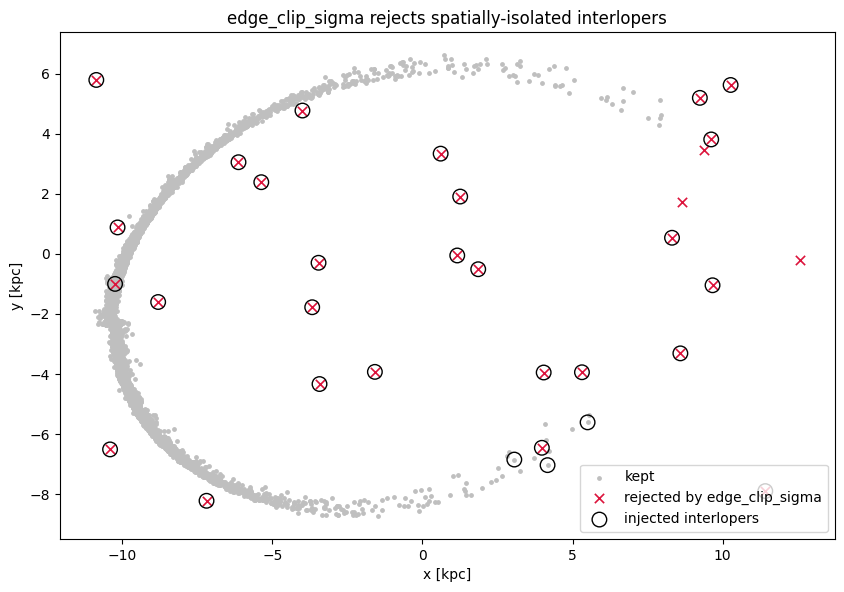 edge_clip_sigma rejects spatially-isolated interlopers
y [kpc]
6
4
2
0
−2
−4
−6
−8
kept
rejected by edge_clip_sigma
injected interlopers
−10
−5
0
5
10
x [kpc]